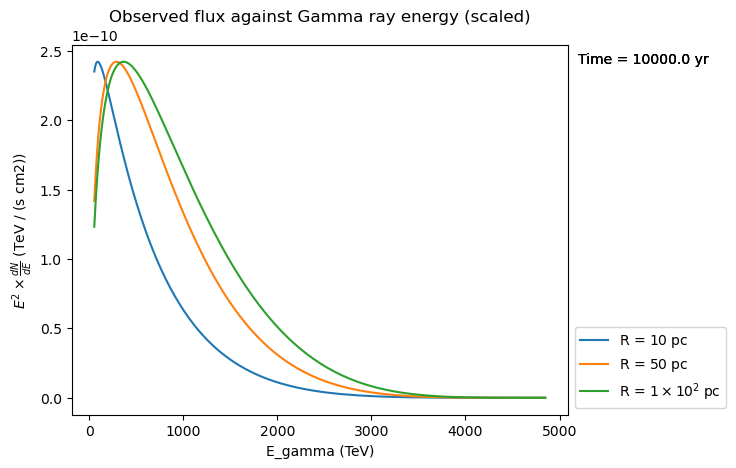 Observed flux against Gamma ray energy (scaled)
1e−10
Time = 10000.0 yr
2.5
2.0
1.5
1.0
0.5
0.0
E² × dN/dE (TeV / (s cm2))
0 1000 2000 3000 4000 5000
E_gamma (TeV)
R = 10 pc
R = 50 pc
R = 1 × 10² pc